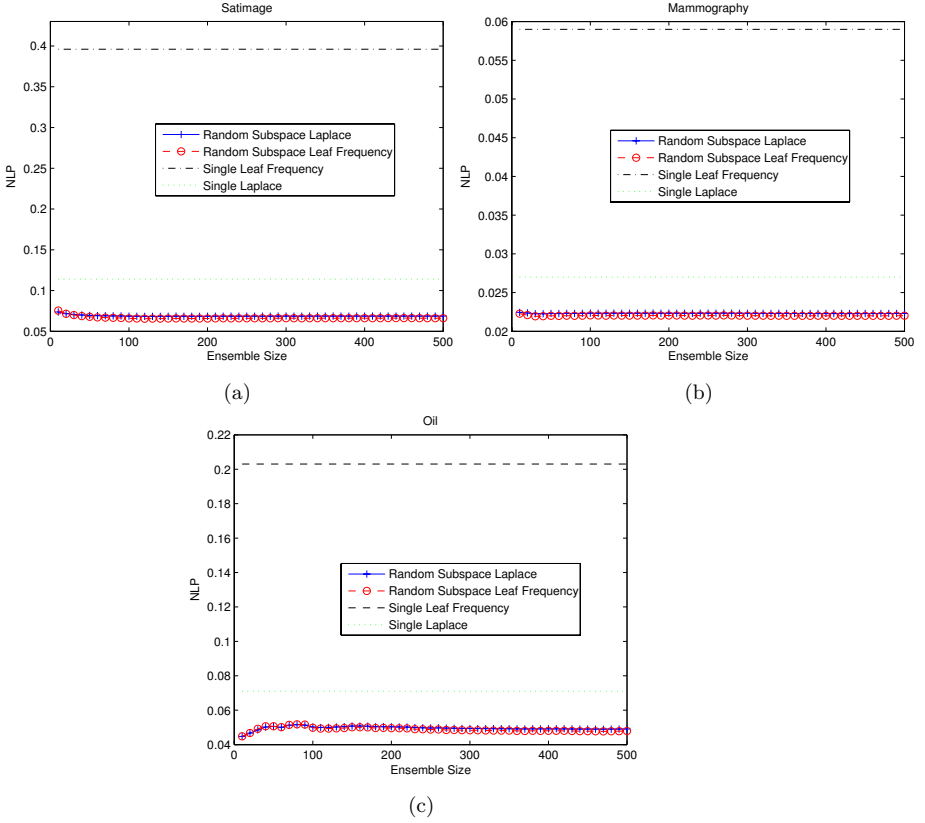 Satimage
0.4
0.35
0.3
0.25
0.2
0.15
0.1
0.05
NLP
0
100
200
300
400
500
Ensemble Size
Random Subspace Laplace
Random Subspace Leaf Frequency
Single Leaf Frequency
Single Laplace
(a)
Mammography
0.06
0.055
0.05
0.045
0.04
0.035
0.03
0.025
0.02
NLP
0
100
200
300
400
500
Ensemble Size
Random Subspace Laplace
Random Subspace Leaf Frequency
Single Leaf Frequency
Single Laplace
(b)
Oil
0.22
0.2
0.18
0.16
0.14
0.12
0.1
0.08
0.06
0.04
NLP
0
100
200
300
400
500
Ensemble Size
Random Subspace Laplace
Random Subspace Leaf Frequency
Single Leaf Frequency
Single Laplace
(c)